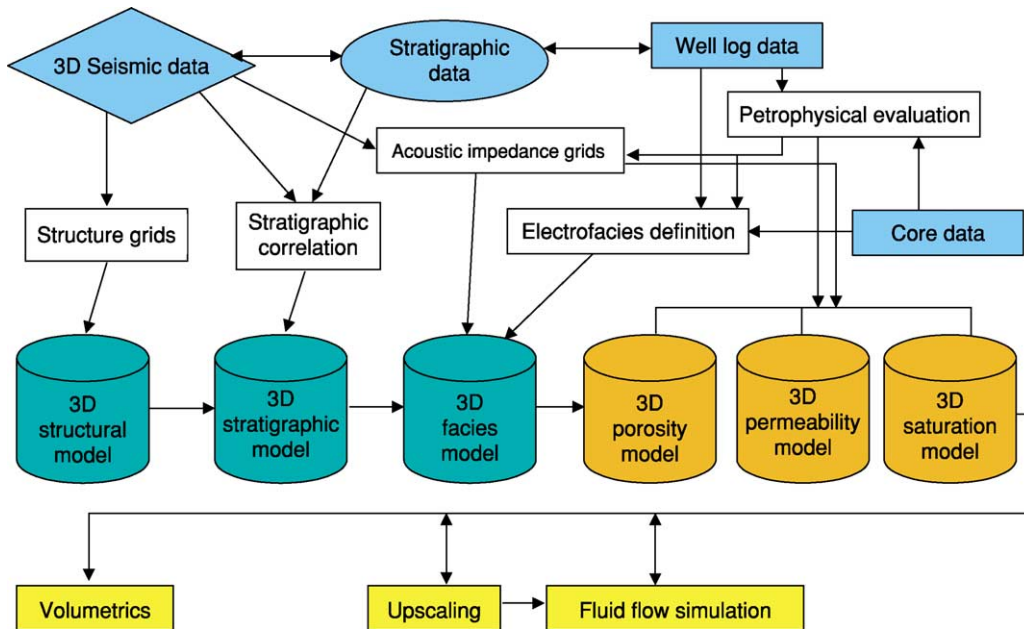 3D Seismic data
Stratigraphic
data
Well log data
Petrophysical evaluation
Acoustic impedance grids
Structure grids
Stratigraphic
correlation
Electrofacies definition
Core data
3D
structural
model
3D
stratigraphic
model
3D
facies
model
3D
porosity
model
3D
permeability
model
3D
saturation
model
Volumetrics
Upscaling
Fluid flow simulation